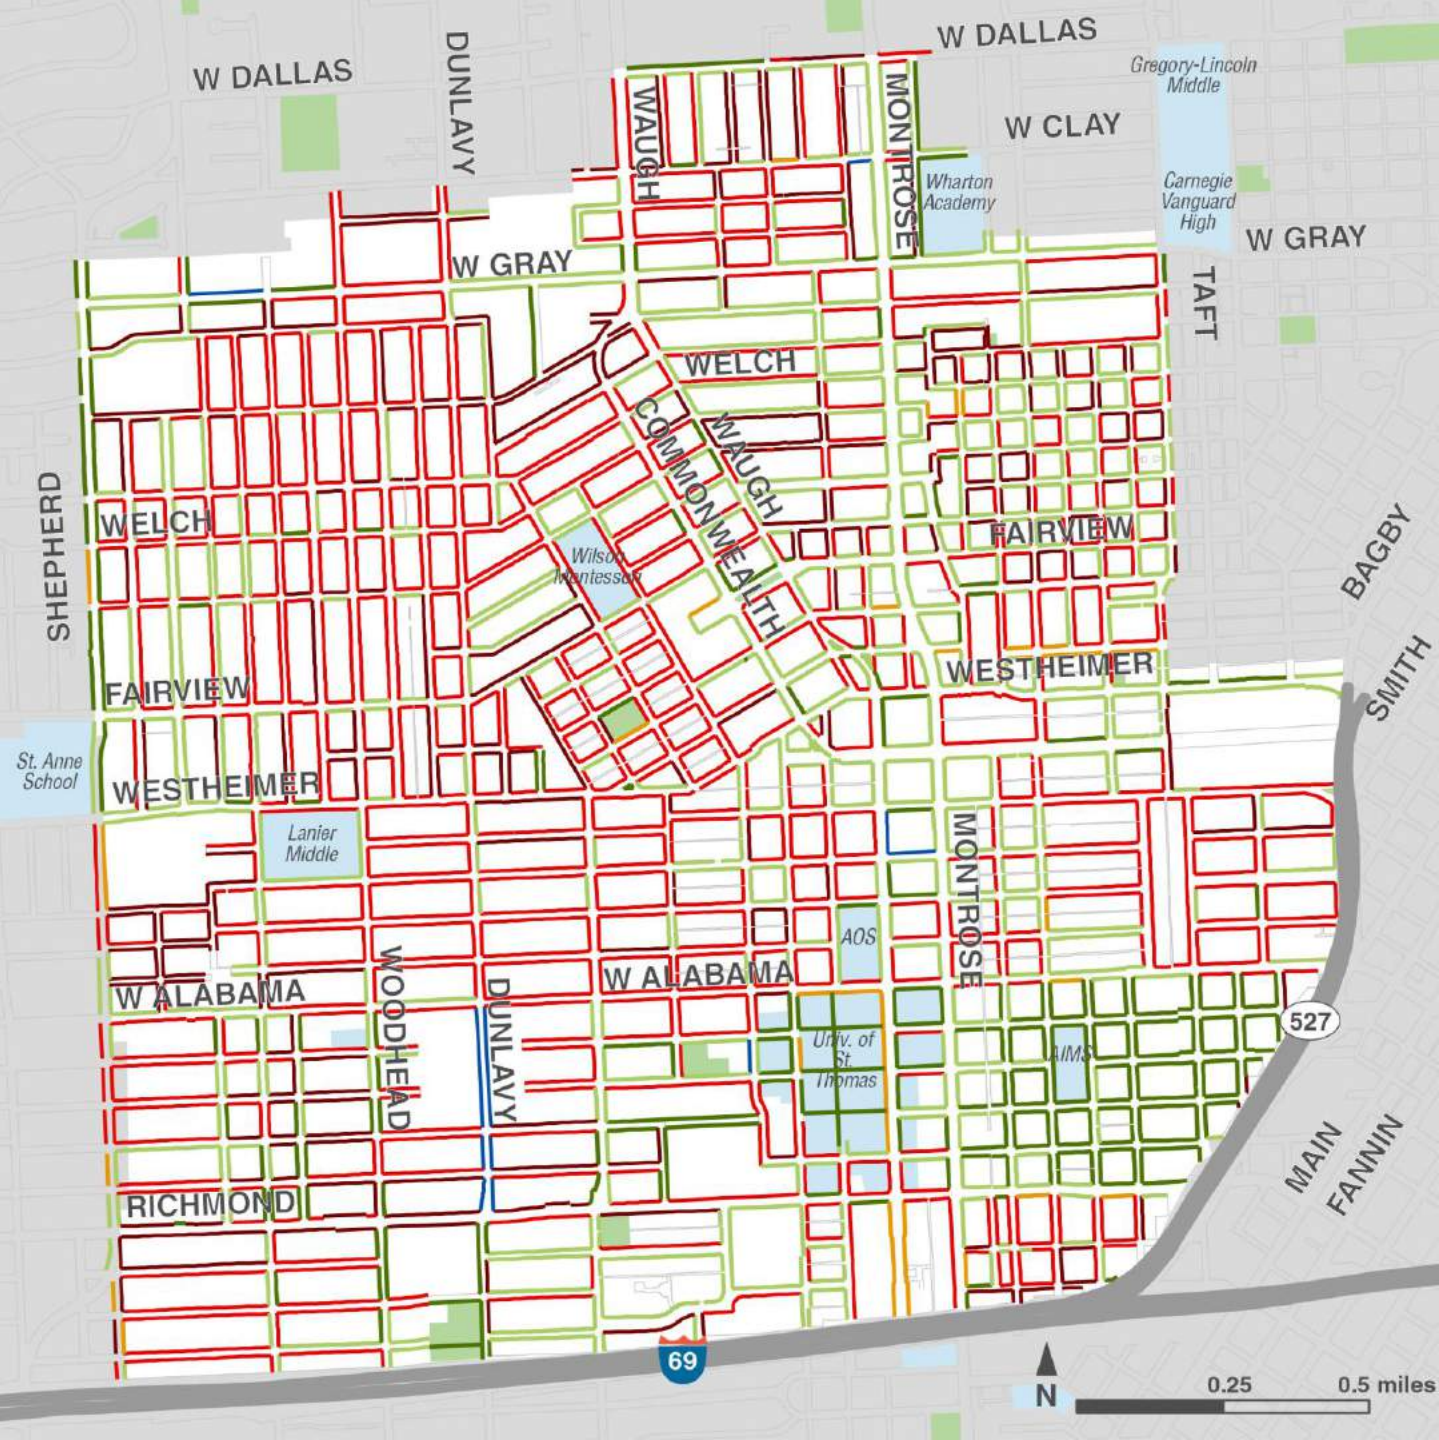 W DALLAS
DUNLAVY
W DALLAS
Gregory-Lincoln
Middle
WAUGH
MONTROSE
W CLAY
Wharton
Academy
Carnegie
Vanguard
High
W GRAY
W GRAY
TAFT
WELCH
COMMONWEALTH
WAUGH
SHEPHERD
WELCH
FAIRVIEW
BAGBY
Wilson
Montessori
SMITH
FAIRVIEW
WESTHEIMER
St. Anne
School
WESTHEIMER
Lanier
Middle
MONTROSE
AOS
W ALABAMA
W ALABAMA
WOODHEAD
DUNLAVY
527
Univ. of
St.
Thomas
AIMS
MAIN
FANNIN
RICHMOND
69
N
0.25
0.5 miles